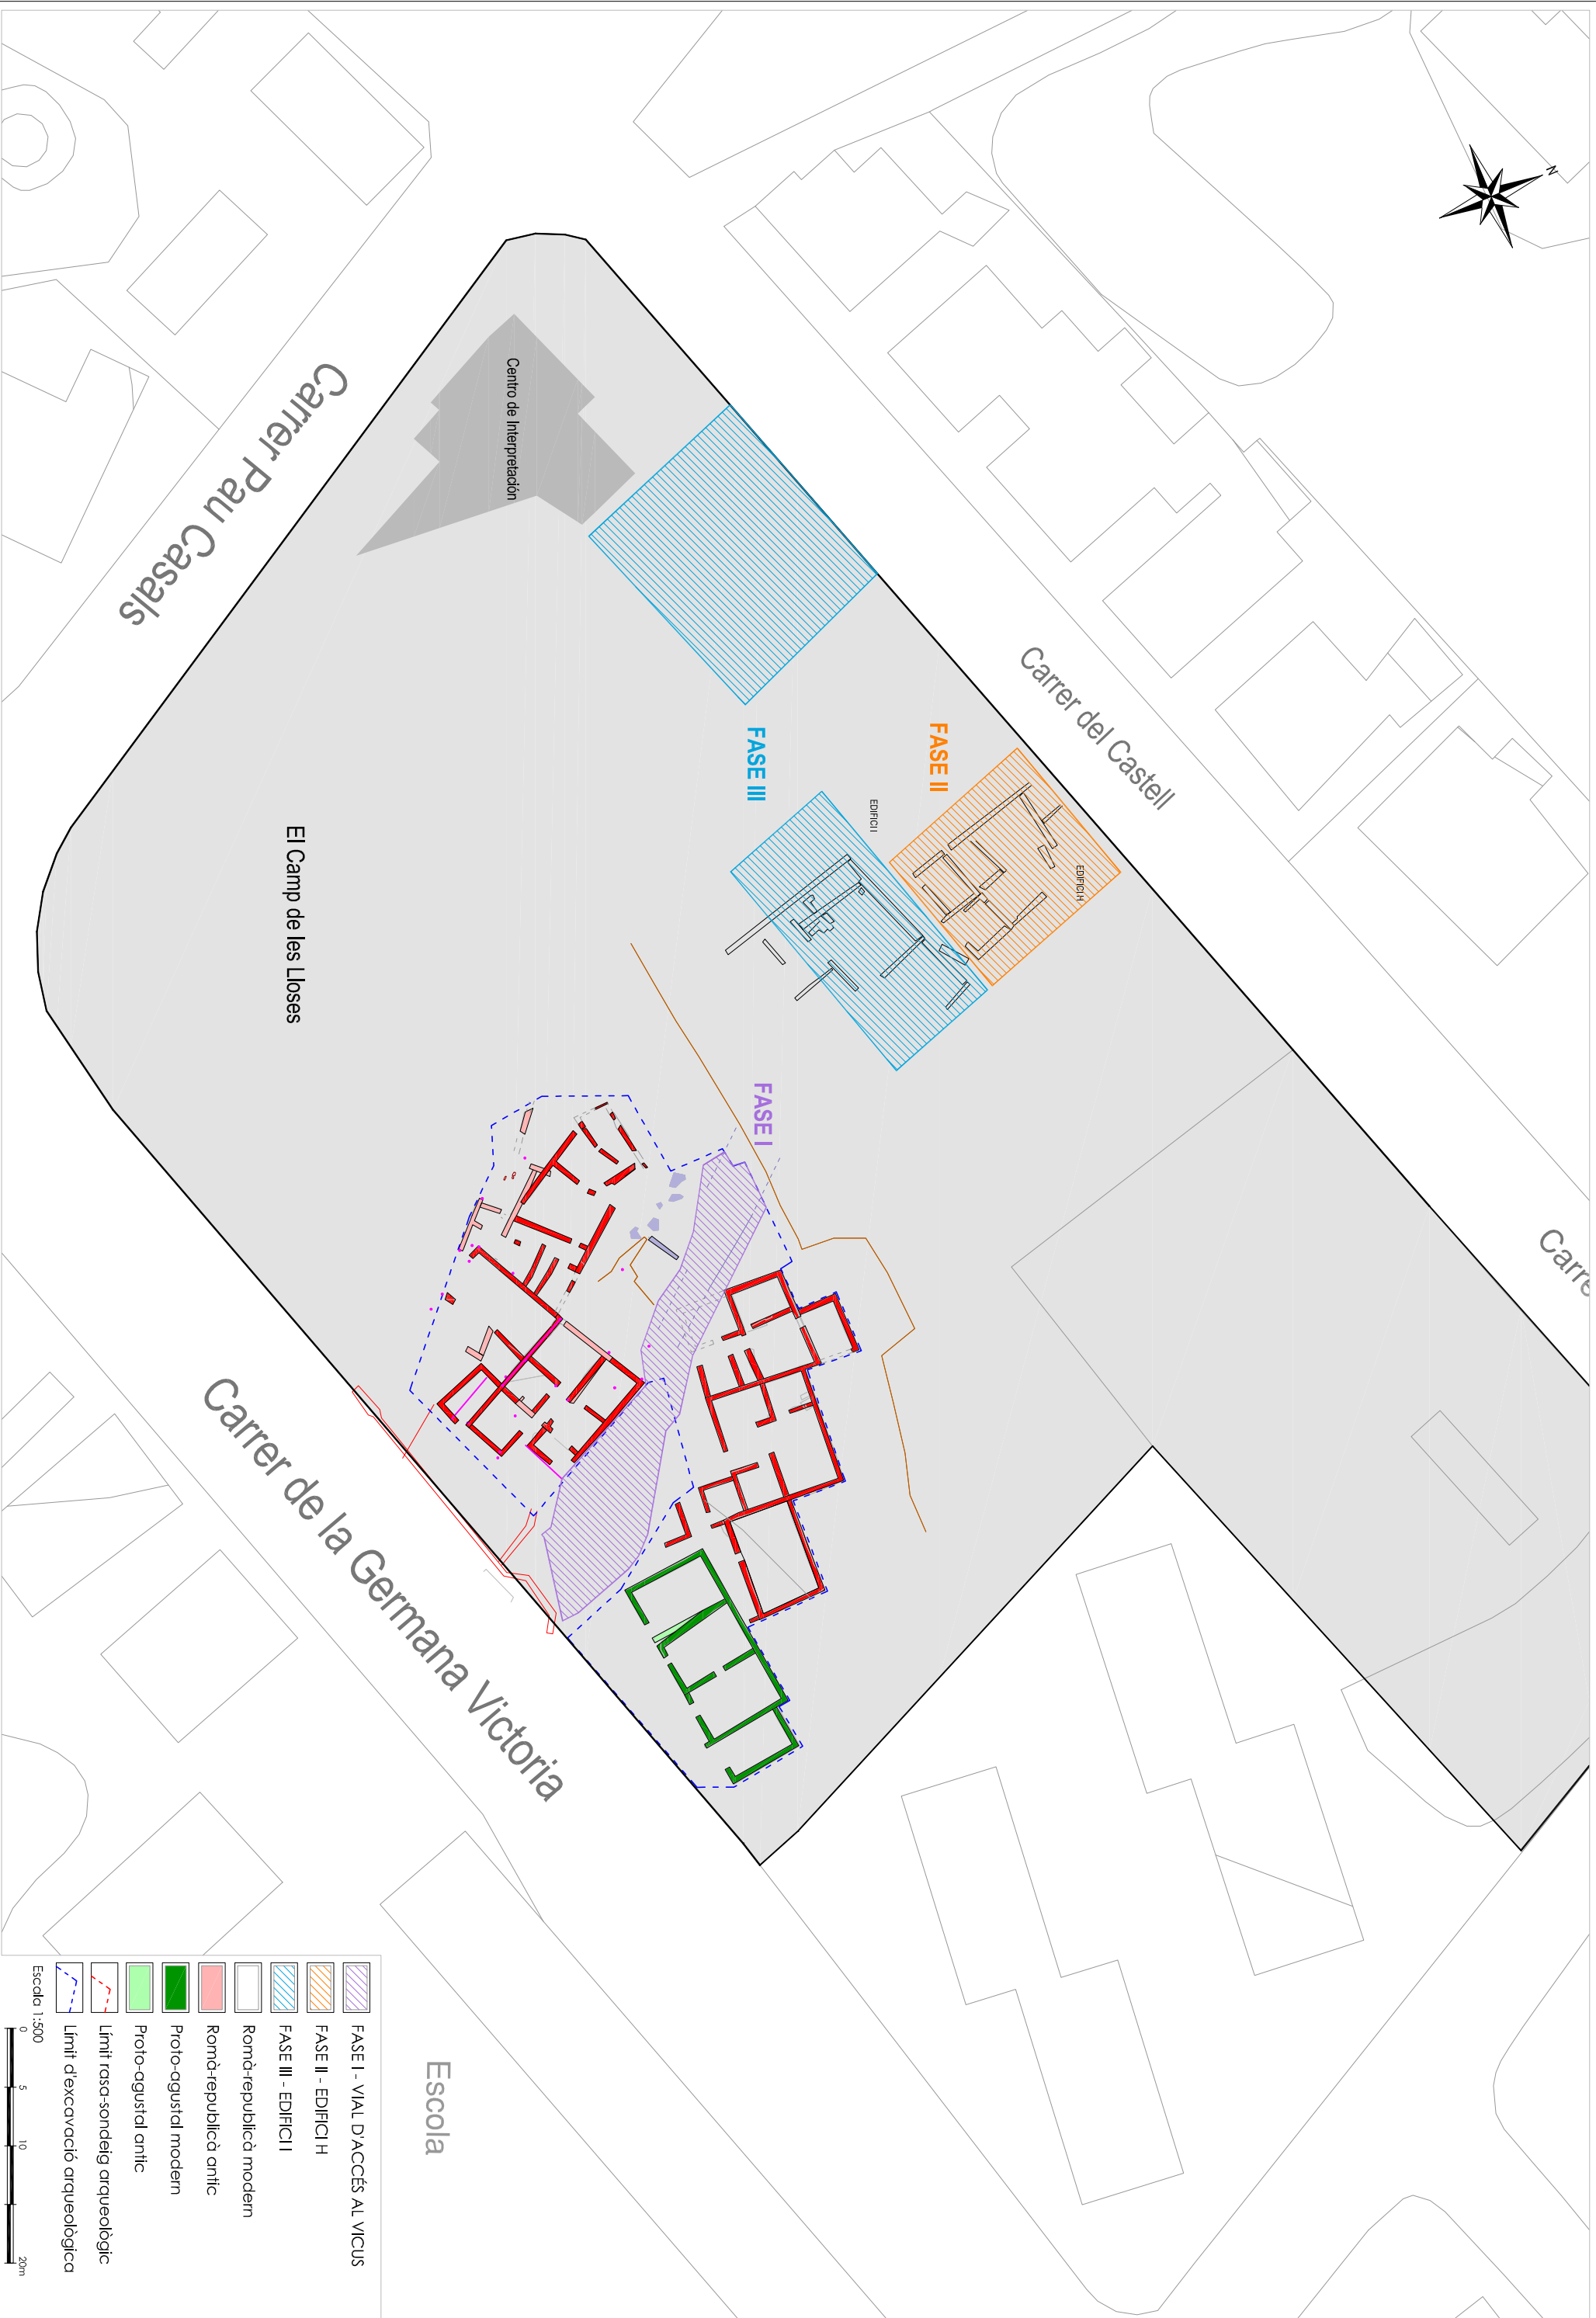 N
Carrer Pau Casals
Centro de Interpretación
Carrer del Castell
FASE II
FASE III
EDIFICI I
EDIFICI H
El Camp de les Lloses
FASE I
Carre
Carrer de la Germana Victoria
Escola
FASE I - VIAL D'ACCÉS AL VICUS
FASE II - EDIFICI H
FASE III - EDIFICI I
Romà-republicà modern
Romà-republicà antic
Proto-agustal modern
Proto-agustal antic
Límit rasa-sondeig arqueològic
Límit d'excavació arqueològica
Escala 1:500
0 5 10 20m